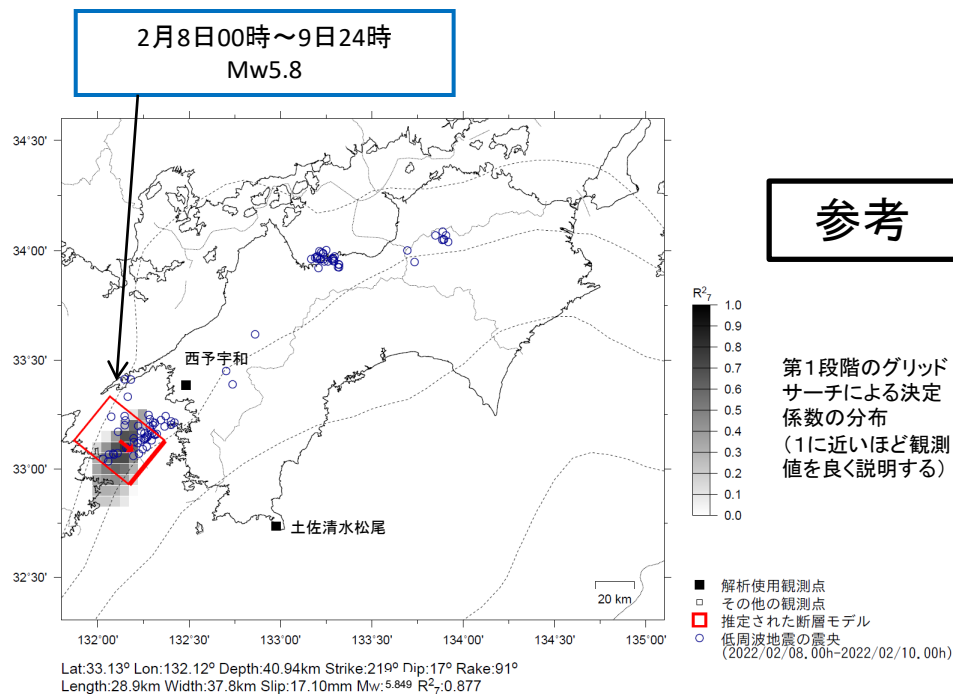 2月8日00時～9日24時
Mw5.8
参考
34°30'
34°00'
33°30'
33°00'
32°30'
132°00'
132°30'
133°00'
133°30'
134°00'
134°30'
135°00'
西予宇和
土佐清水松尾
20 km
R²₇
1.0
0.9
0.8
0.7
0.6
0.5
0.4
0.3
0.2
0.1
0.0
第1段階のグリッド
サーチによる決定
係数の分布
（1に近いほど観測
値を良く説明する）
解析使用観測点
その他の観測点
推定された断層モデル
低周波地震の震央
(2022/02/08.00h-2022/02/10.00h)
Lat:33.13° Lon:132.12° Depth:40.94km Strike:219° Dip:17° Rake:91°
Length:28.9km Width:37.8km Slip:17.10mm Mw:5.849 R²₇:0.877